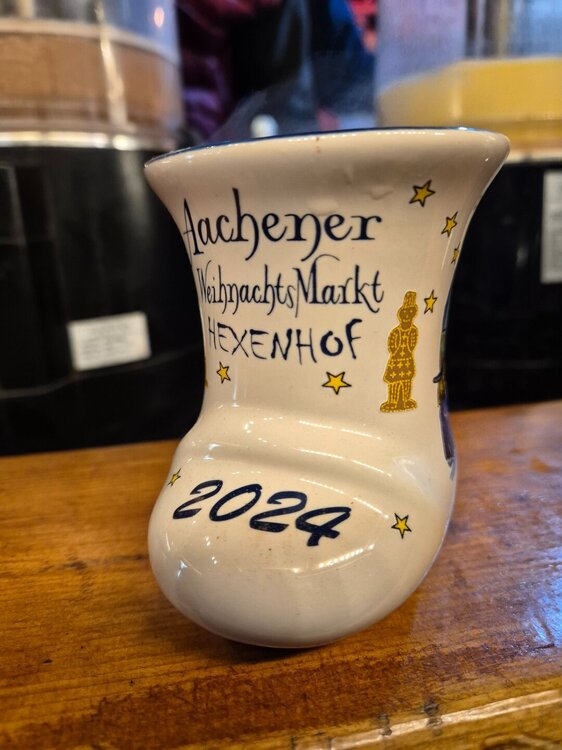 Aachener
WeihnachtsMarkt
HEXENHOF
2024